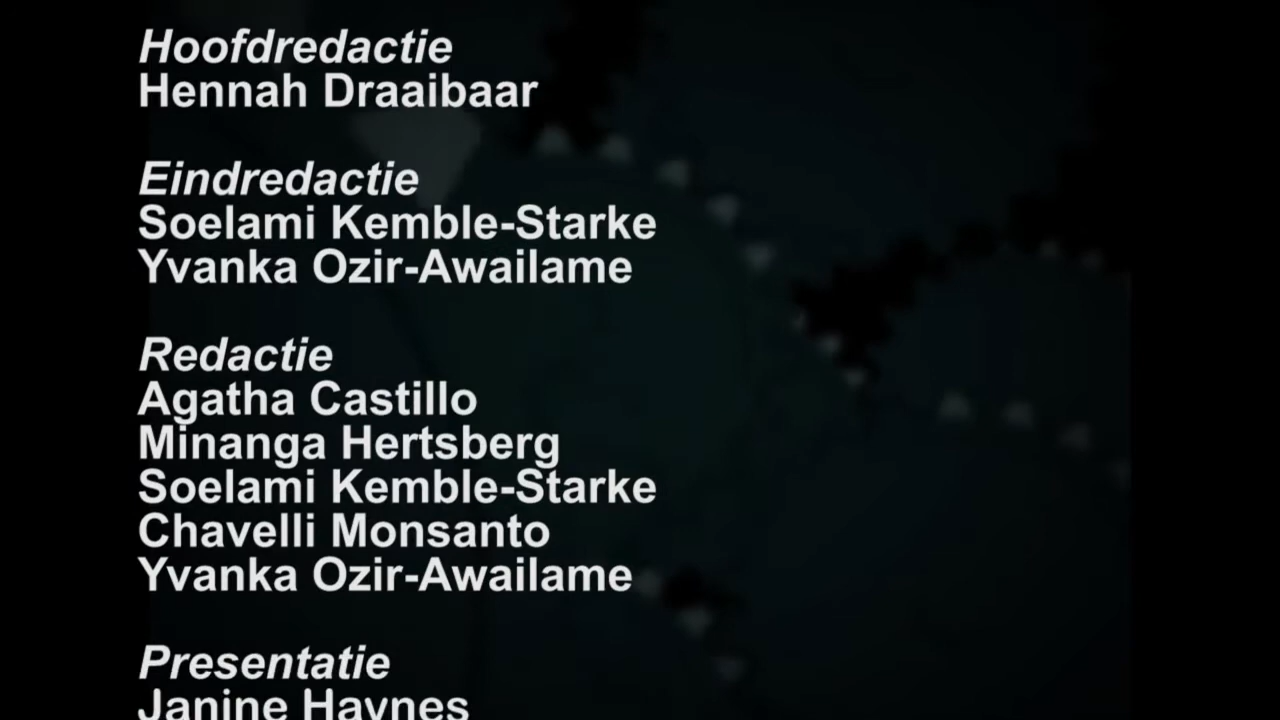 Hoofdredactie
Hennah Draaibaar
Eindredactie
Soelami Kemble-Starke
Yvanka Ozir-Awailame
Redactie
Agatha Castillo
Minanga Hertsberg
Soelami Kemble-Starke
Chavelli Monsanto
Yvanka Ozir-Awailame
Presentatie
Janine Haynes